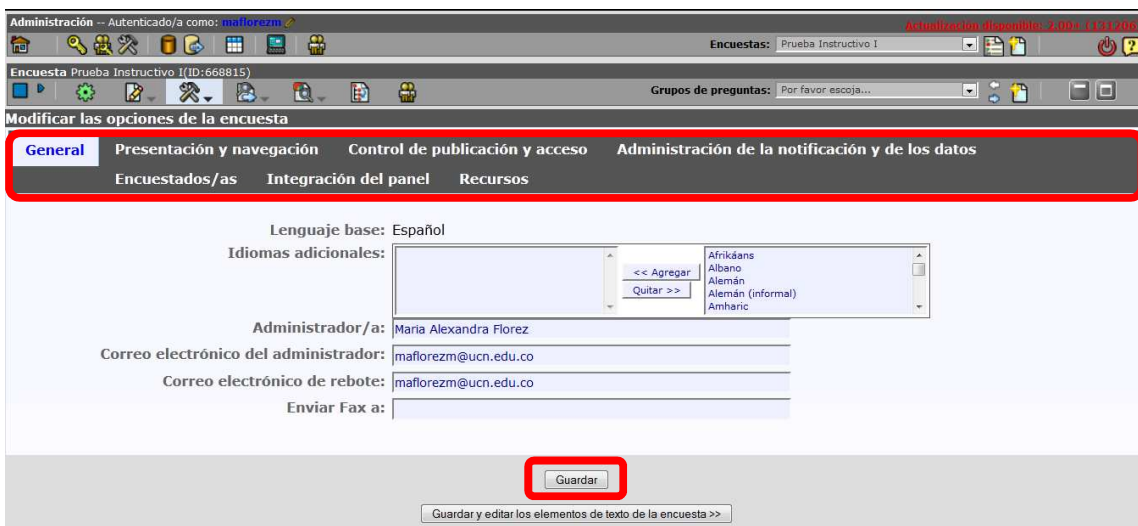 Administración -- Autenticado/a como: maflorezm
Actualización disponible: 2.00+ (131206)
Encuestas: Prueba Instructivo I
Encuesta Prueba Instructivo I(ID:668815)
Grupos de preguntas: Por favor escoja...
Modificar las opciones de la encuesta
General Presentación y navegación Control de publicación y acceso Administración de la notificación y de los datos
Encuestados/as Integración del panel Recursos
Lenguaje base: Español
Idiomas adicionales:
<< Agregar
Quitar >>
Afrikáans
Albano
Alemán
Alemán (informal)
Amharic
Administrador/a: Maria Alexandra Florez
Correo electrónico del administrador: maflorezm@ucn.edu.co
Correo electrónico de rebote: maflorezm@ucn.edu.co
Enviar Fax a:
Guardar
Guardar y editar los elementos de texto de la encuesta >>